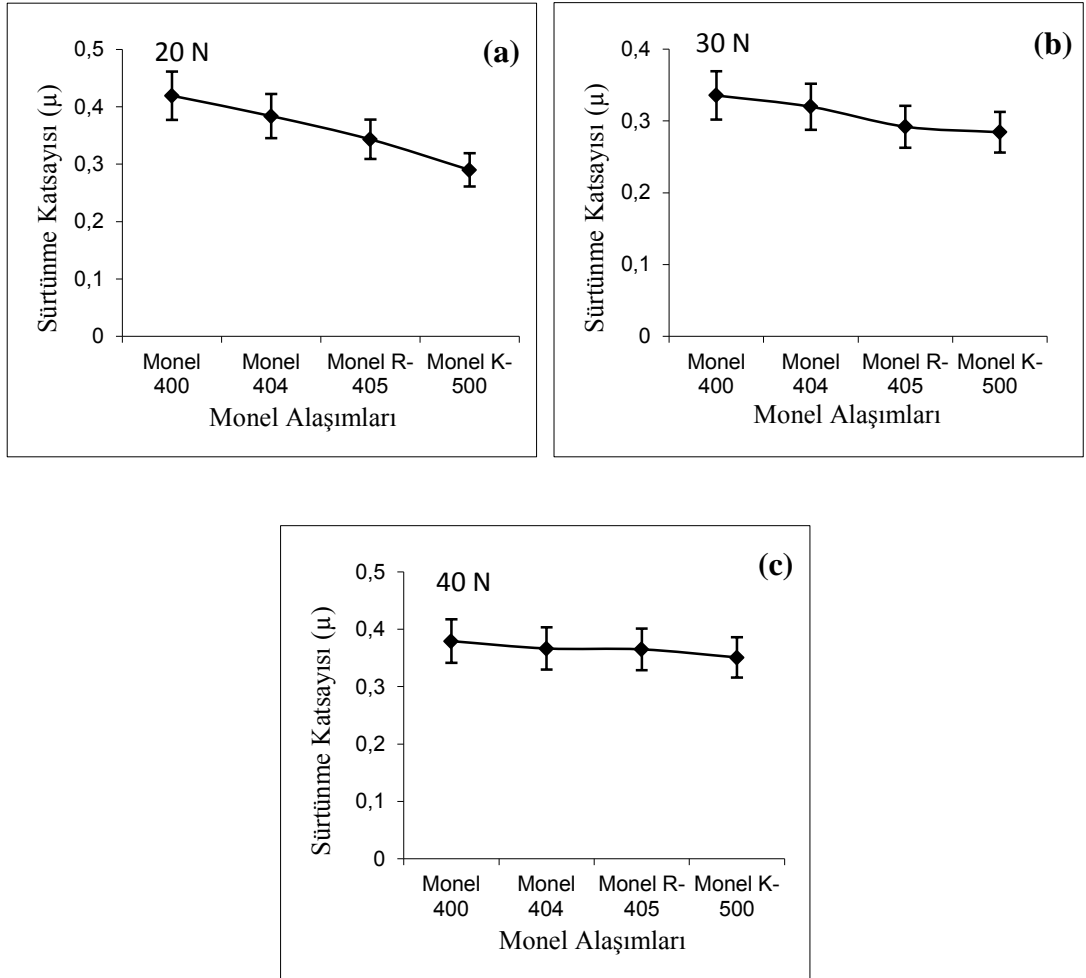 20 N
(a)
Sürtünme Katsayısı (μ)
0,5
0,4
0,3
0,2
0,1
0
Monel 400
Monel 404
Monel R-405
Monel K-500
Monel Alaşımları
30 N
(b)
Sürtünme Katsayısı (μ)
0,4
0,3
0,2
0,1
0
Monel 400
Monel 404
Monel R-405
Monel K-500
Monel Alaşımları
40 N
(c)
Sürtünme Katsayısı (μ)
0,5
0,4
0,3
0,2
0,1
0
Monel 400
Monel 404
Monel R-405
Monel K-500
Monel Alaşımları